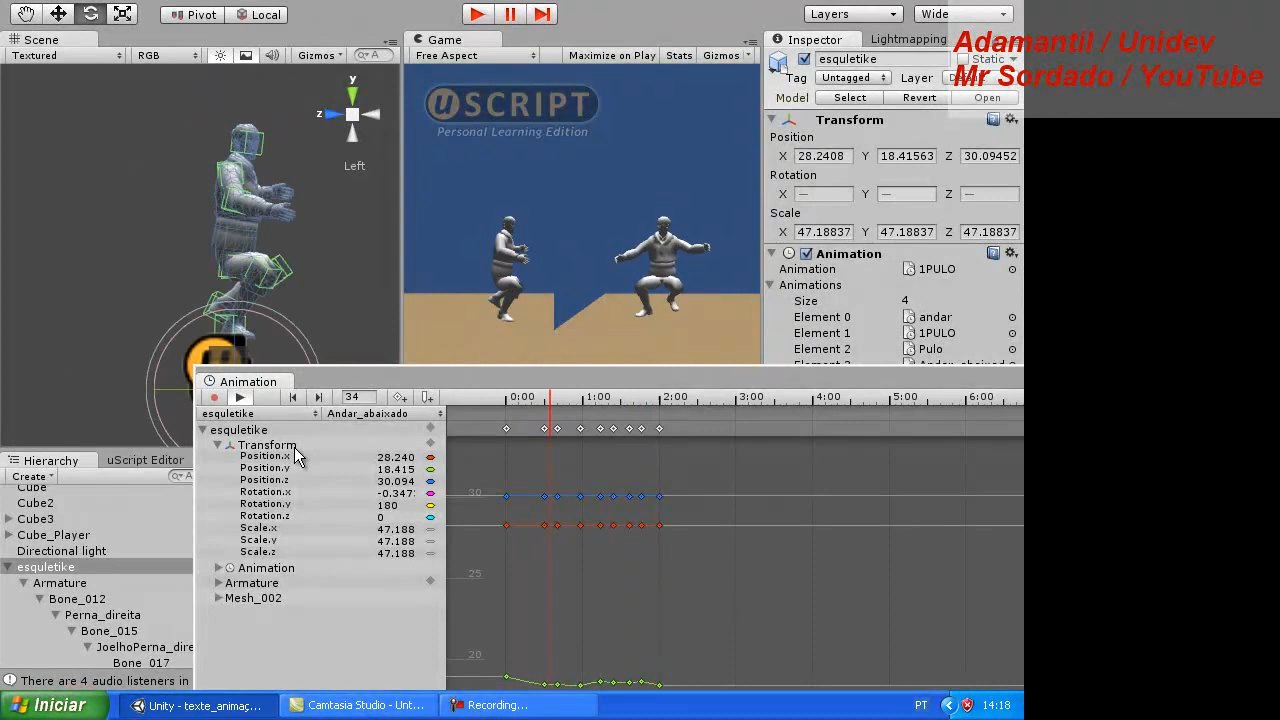 Pivot
Local
Layers
Wide
Scene
Game
Inspector
Lightmapping
Adamantil / Unidev
Mr Sordado / YouTube
Textured
RGB
Gizmos
A
Free Aspect
Maximize on Play
Stats
Gizmos
esquletike
Static
Tag
Untagged
Layer
Model
Select
Revert
Open
Transform
Position
X
28.2408
Y
18.41563
Z
30.09452
Rotation
X
—
Y
—
Z
—
Scale
X
47.18837
Y
47.18837
Z
47.18837
Animation
Animation
1PULO
Animations
Size
4
Element 0
andar
Element 1
1PULO
Element 2
Pulo
y
z
Left
uSCRIPT
Personal Learning Edition
Animation
34
0:00
1:00
2:00
3:00
4:00
5:00
6:00
esquletike
Andar_abaixado
esquletike
Transform
Position.x
28.240
Position.y
18.415
Position.z
30.094
Rotation.x
-0.347
Rotation.y
180
Rotation.z
0
Scale.x
47.188
Scale.y
47.188
Scale.z
47.188
Animation
Armature
Mesh_002
30
25
20
Hierarchy
uScript Editor
Create
A
Cube
Cube2
Cube3
Cube_Player
Directional light
esquletike
Armature
Bone_012
Perna_direita
Bone_015
JoelhoPerna_dire
Bone_017
There are 4 audio listeners in
Iniciar
Unity - texte_animaç...
Camtasia Studio - Unt...
Recording...
PT
14:18